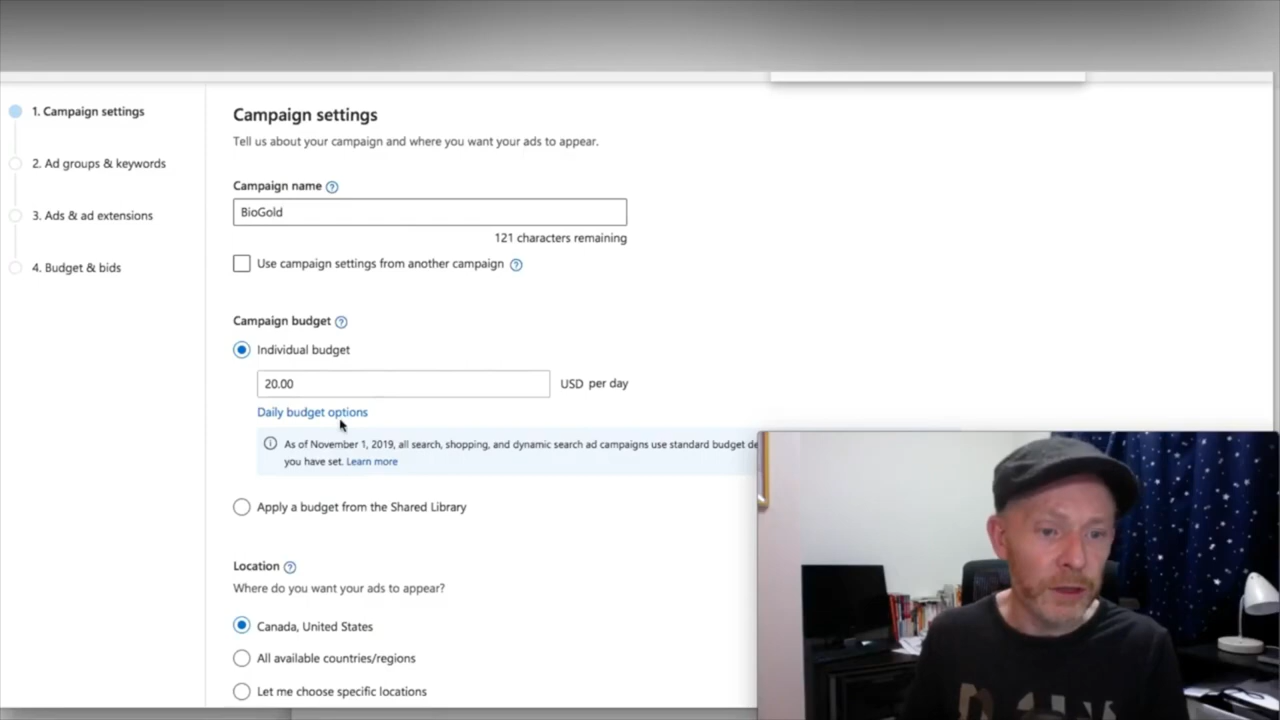 1. Campaign settings
2. Ad groups & keywords
3. Ads & ad extensions
4. Budget & bids
Campaign settings
Tell us about your campaign and where you want your ads to appear.
Campaign name
BioGold
121 characters remaining
Use campaign settings from another campaign
Campaign budget
Individual budget
20.00 USD per day
Daily budget options
As of November 1, 2019, all search, shopping, and dynamic search ad campaigns use standard budget
you have set. Learn more
Apply a budget from the Shared Library
Location
Where do you want your ads to appear?
Canada, United States
All available countries/regions
Let me choose specific locations